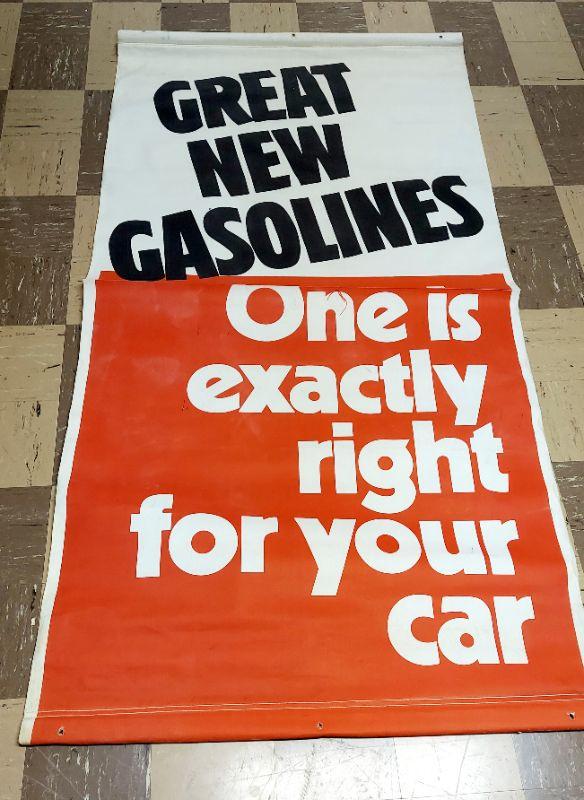 GREAT
NEW
GASOLINES
One is
exactly
right
for your
car